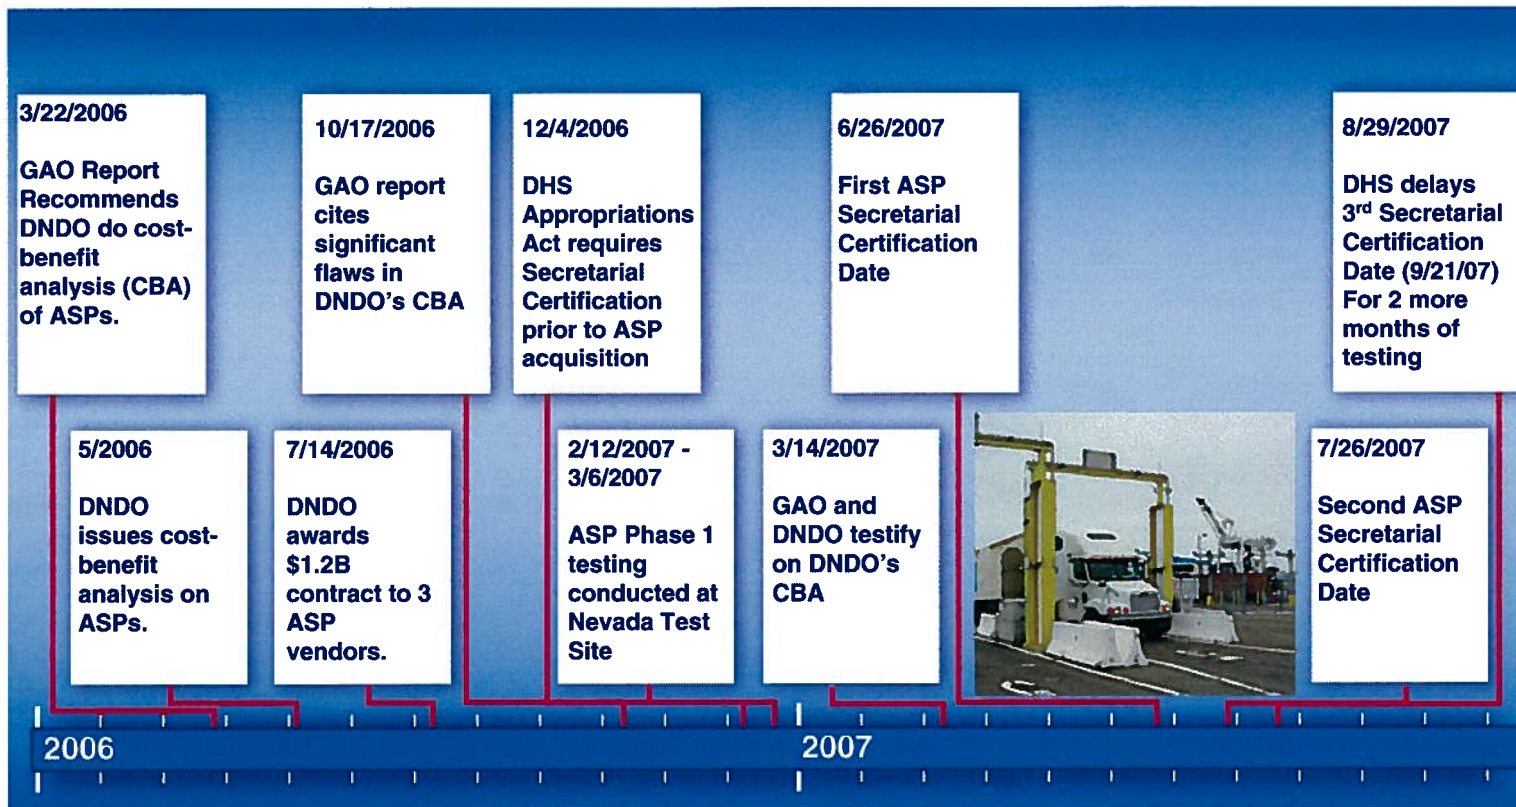 3/22/2006
GAO Report
Recommends
DNDO do cost-
benefit
analysis (CBA)
of ASPs.
10/17/2006
GAO report
cites
significant
flaws in
DNDO's CBA
12/4/2006
DHS
Appropriations
Act requires
Secretarial
Certification
prior to ASP
acquisition
6/26/2007
First ASP
Secretarial
Certification
Date
8/29/2007
DHS delays
3rd Secretarial
Certification
Date (9/21/07)
For 2 more
months of
testing
5/2006
DNDO
issues cost-
benefit
analysis on
ASPs.
7/14/2006
DNDO
awards
$1.2B
contract to 3
ASP
vendors.
2/12/2007 -
3/6/2007
ASP Phase 1
testing
conducted at
Nevada Test
Site
3/14/2007
GAO and
DNDO testify
on DNDO's
CBA
7/26/2007
Second ASP
Secretarial
Certification
Date
2006
2007